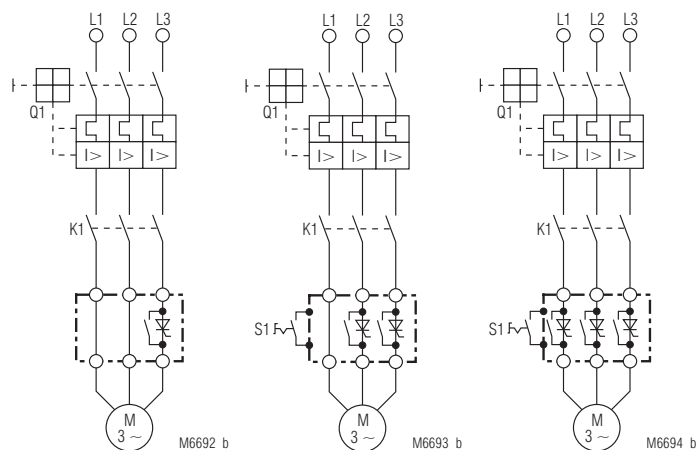 L1 L2 L3 L1 L2 L3 L1 L2 L3
Q1 Q1 Q1
I> I> I> I> I> I> I> I> I>
K1 K1 K1
S1 S1
M M M
3 ~ 3 ~ 3 ~
M6692 b M6693 b M6694 b